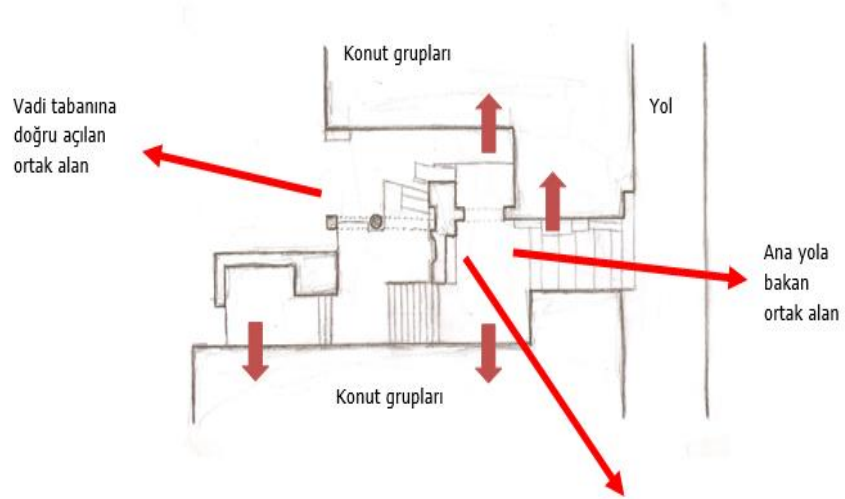 Konut grupları
Vadi tabanına
doğru açılan
ortak alan
Yol
Ana yola
bakan
ortak alan
Konut grupları